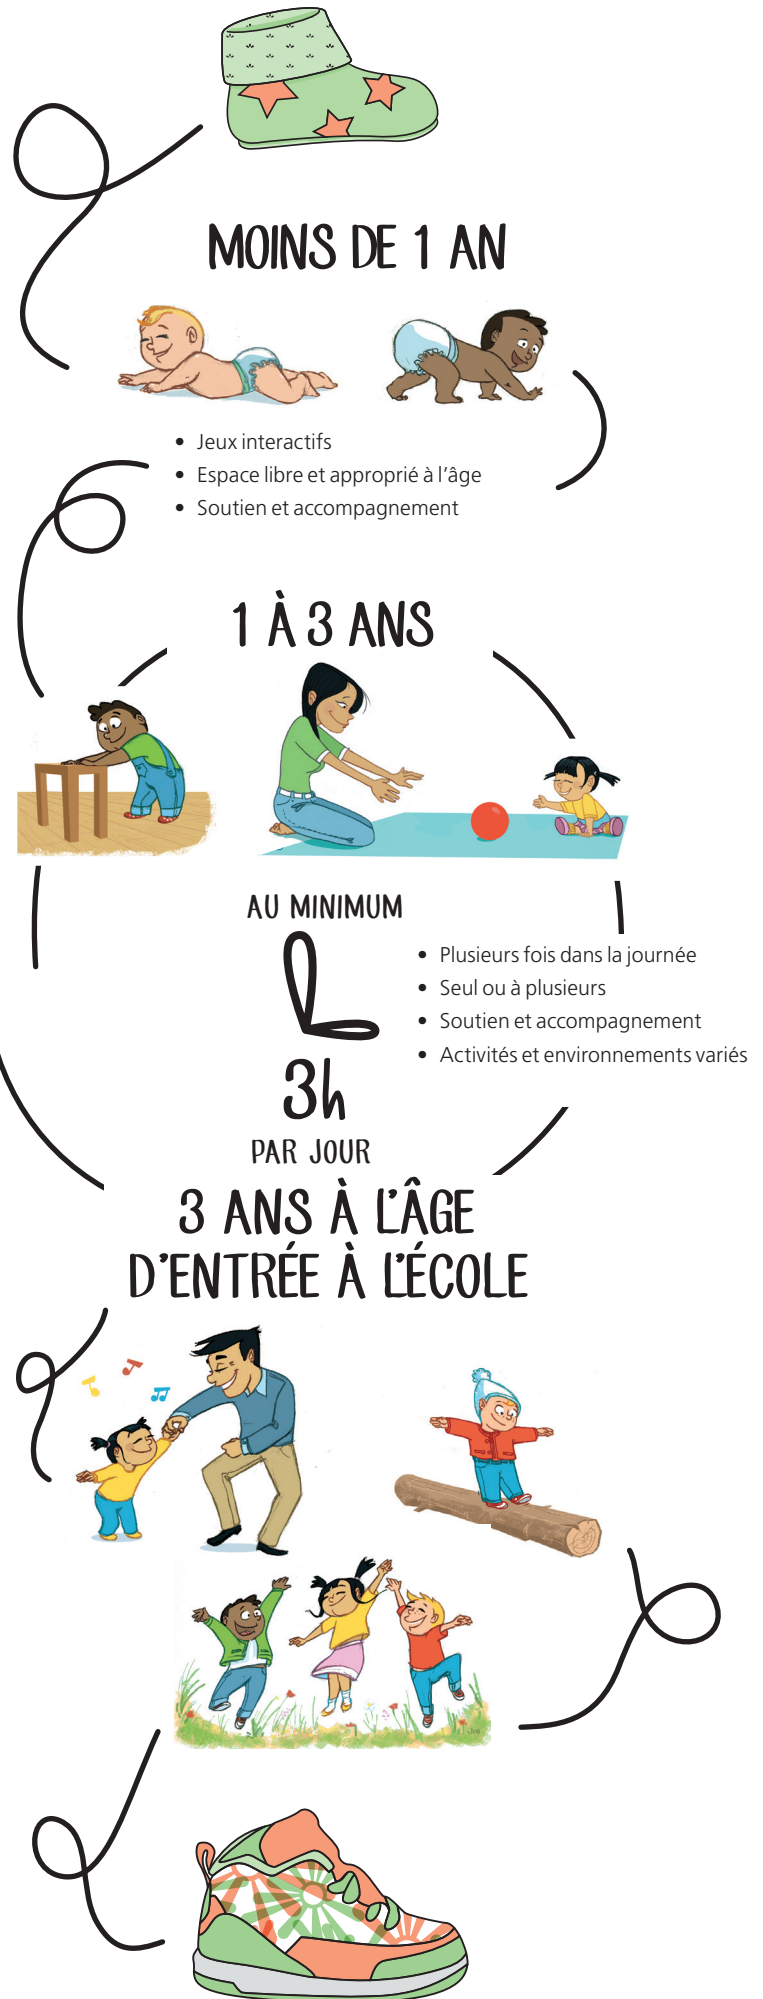 MOINS DE 1 AN
• Jeux interactifs
• Espace libre et approprié à l'âge
• Soutien et accompagnement
1 À 3 ANS
AU MINIMUM
3h
PAR JOUR
• Plusieurs fois dans la journée
• Seul ou à plusieurs
• Soutien et accompagnement
• Activités et environnements variés
3 ANS À L'ÂGE
D'ENTRÉE À L'ÉCOLE